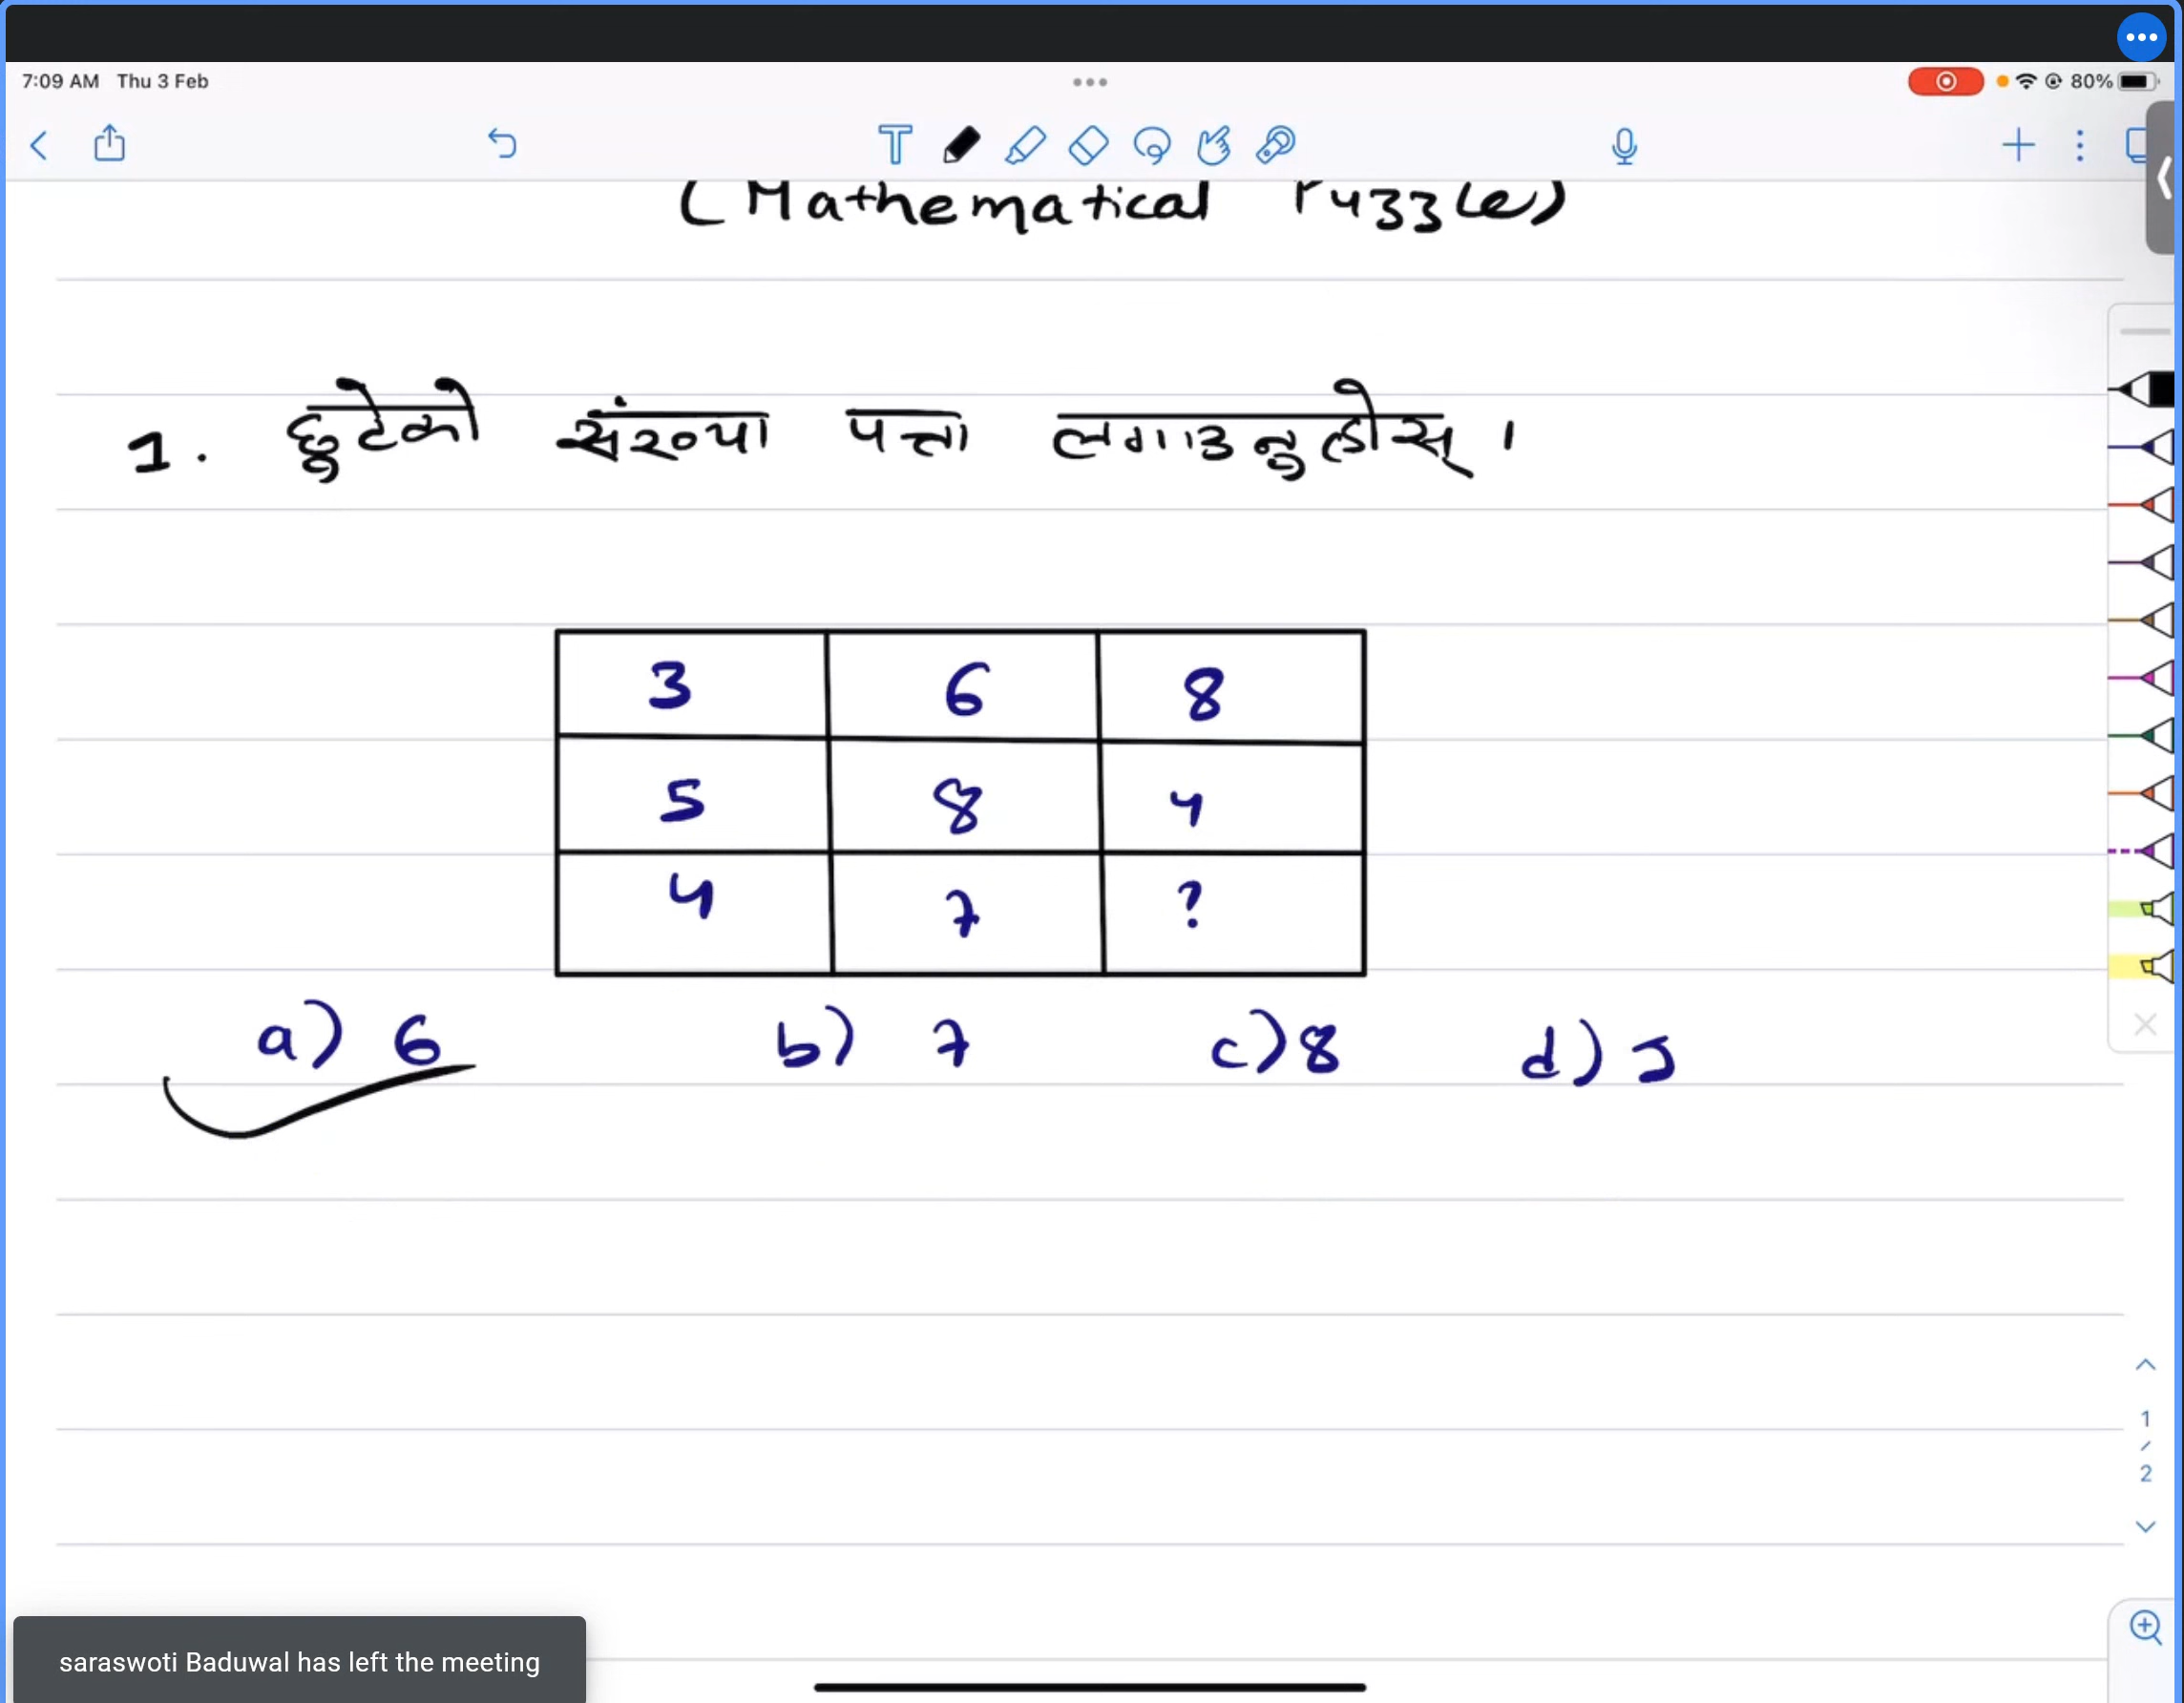 7:09 AM Thu 3 Feb
80%
T
(Mathematical Puzzle)
1. छुटेको संख्या पत्ता लगाउनुहोस् ।
3 6 8
5 8 4
4 7 ?
a) 6 b) 7 c) 8 d) 5
1
/
2
saraswoti Baduwal has left the meeting